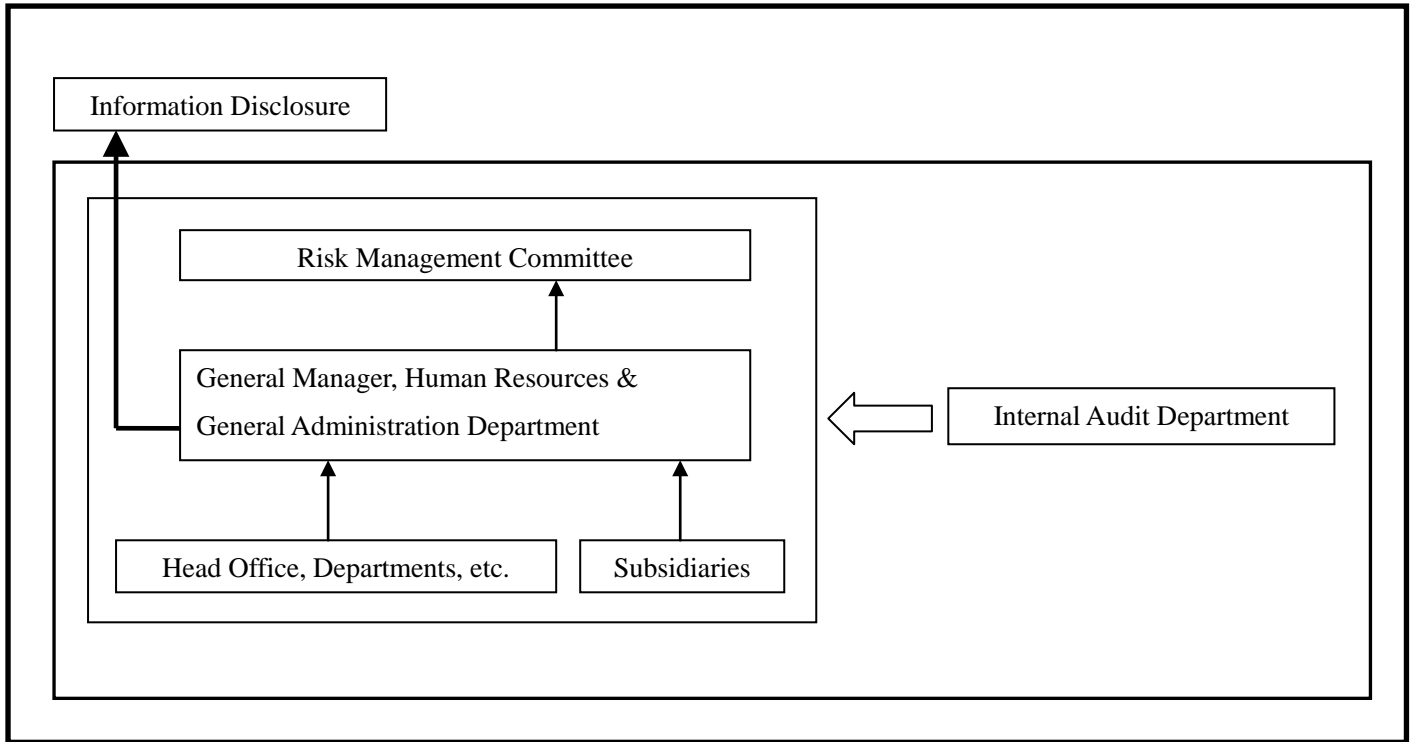 Information Disclosure
Risk Management Committee
General Manager, Human Resources &
General Administration Department
Internal Audit Department
Head Office, Departments, etc.
Subsidiaries